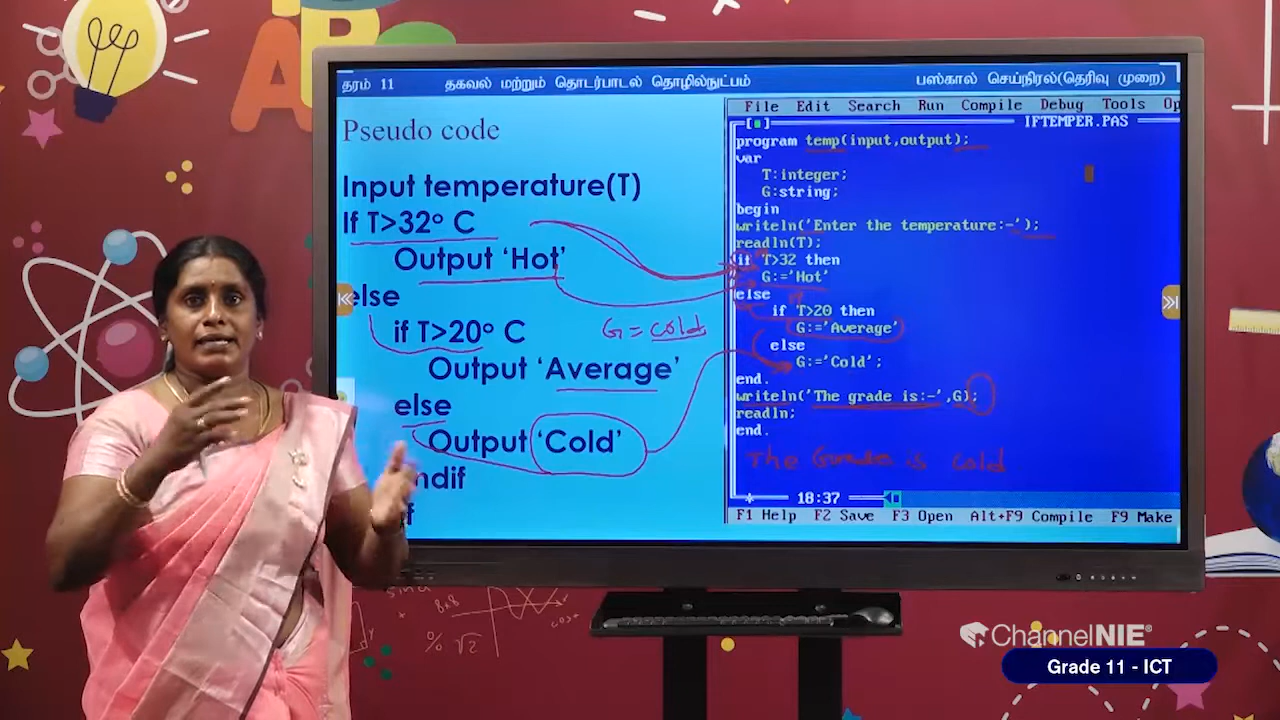 தரம் 11 தகவல் மற்றும் தொடர்பாடல் தொழில்நுட்பம் பஸ்கால் செய்நிரல்(தெரிவு முறை)
Pseudo code
Input temperature(T)
If T>32° C
Output ‘Hot’
else
if T>20° C
Output ‘Average’
else
Output ‘Cold’
ndif
f
G = cold
File Edit Search Run Compile Debug Tools Op
[■] IFTEMPER.PAS
program temp(input,output);
var
T:integer;
G:string;
begin
writeln('Enter the temperature:-');
readln(T);
if T>32 then
G:='Hot'
else
if T>20 then
G:='Average'
else
G:='Cold';
end.
writeln('The grade is:-',G);
readln;
end.
The Grade is cold
18:37
F1 Help F2 Save F3 Open Alt+F9 Compile F9 Make
ChannelNIE®
Grade 11 - ICT